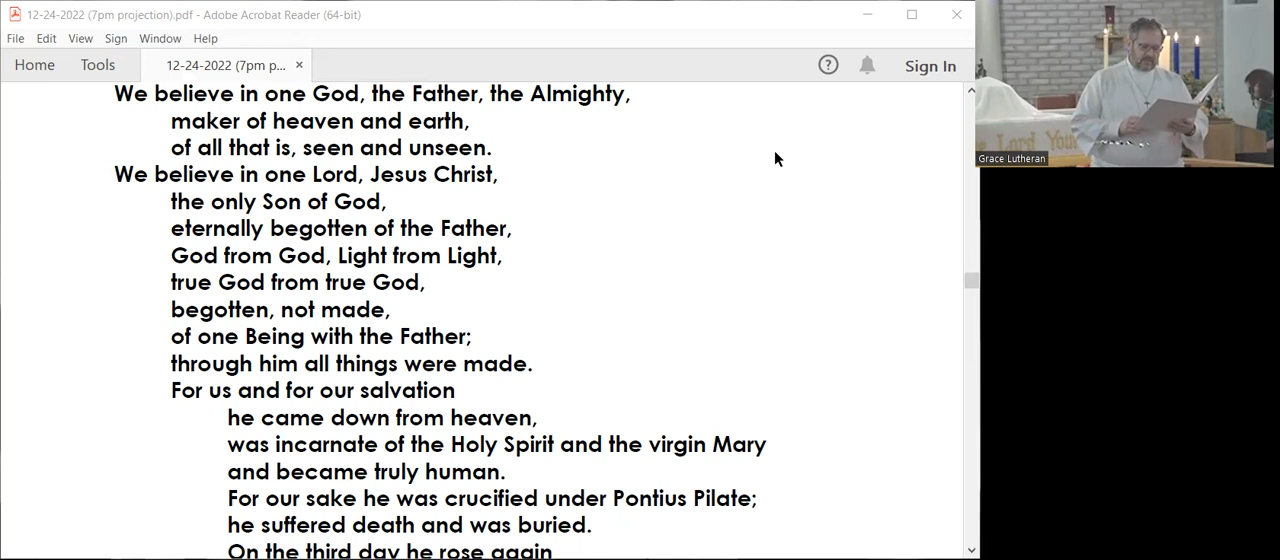 12-24-2022 (7pm projection).pdf - Adobe Acrobat Reader (64-bit)
File Edit View Sign Window Help
Home Tools 12-24-2022 (7pm p... × Sign In
We believe in one God, the Father, the Almighty,
maker of heaven and earth,
of all that is, seen and unseen.
We believe in one Lord, Jesus Christ,
the only Son of God,
eternally begotten of the Father,
God from God, Light from Light,
true God from true God,
begotten, not made,
of one Being with the Father;
through him all things were made.
For us and for our salvation
he came down from heaven,
was incarnate of the Holy Spirit and the virgin Mary
and became truly human.
For our sake he was crucified under Pontius Pilate;
he suffered death and was buried.
On the third day he rose again
Lord Your
Grace Lutheran